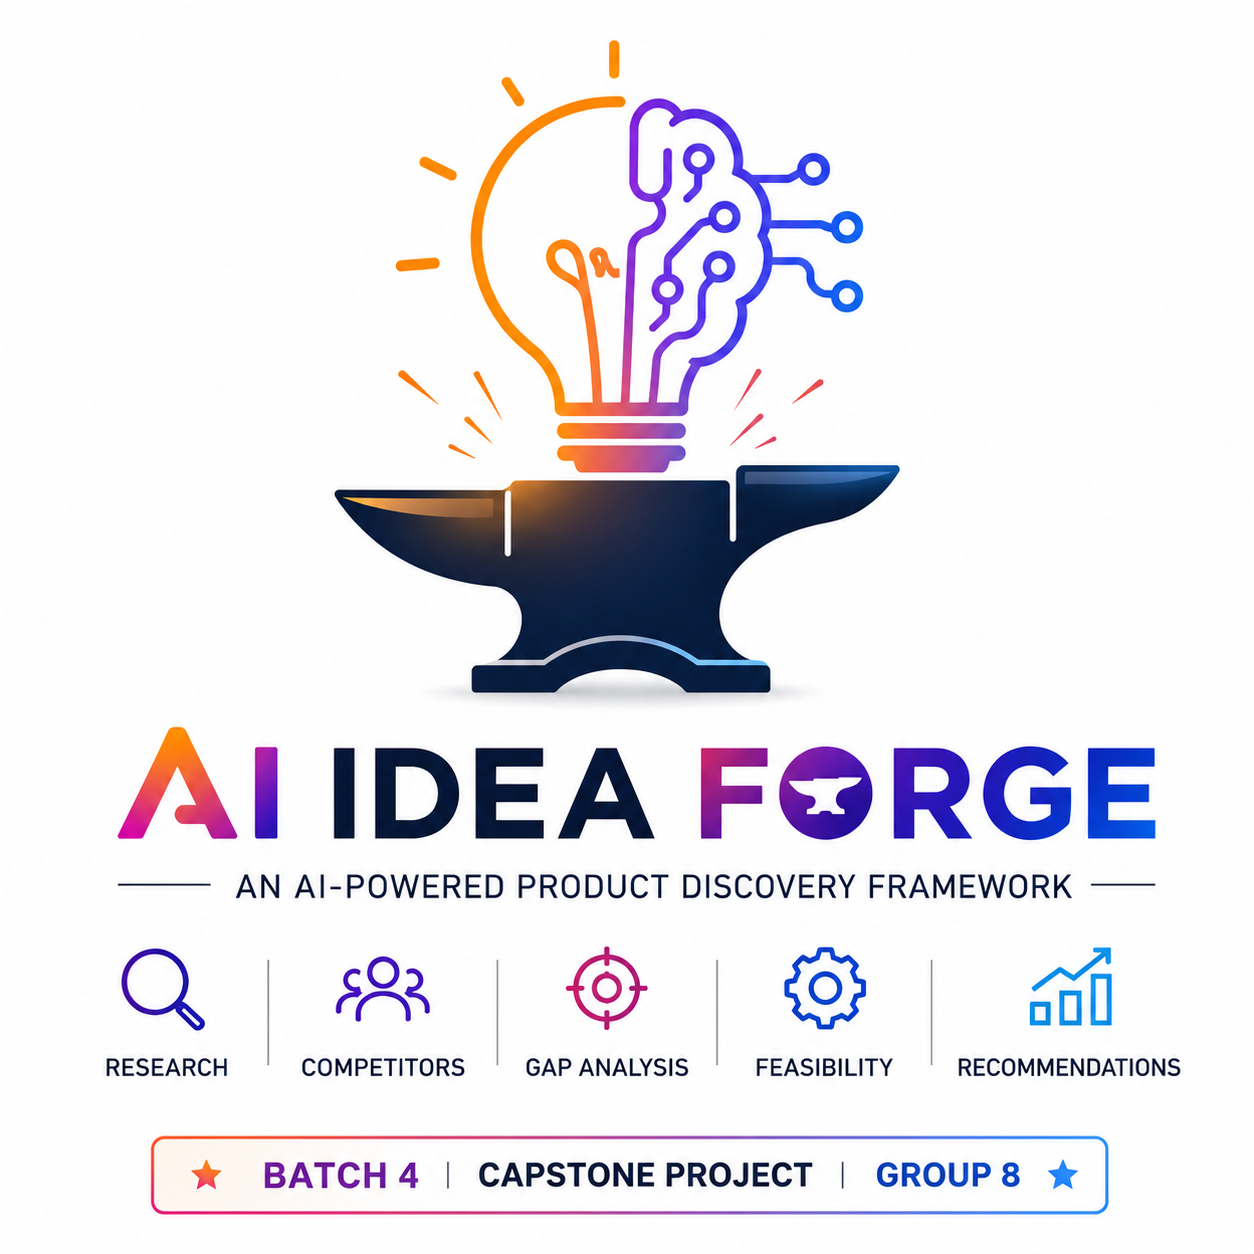 AI IDEA FORGE
AN AI-POWERED PRODUCT DISCOVERY FRAMEWORK
RESEARCH COMPETITORS GAP ANALYSIS FEASIBILITY RECOMMENDATIONS
BATCH 4 | CAPSTONE PROJECT | GROUP 8